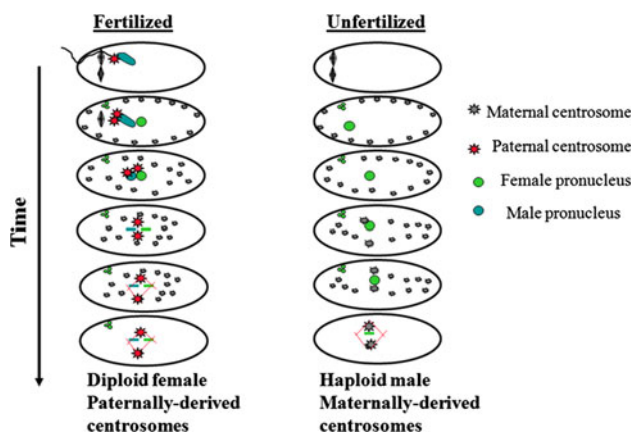 Fertilized
Unfertilized
Time
Maternal centrosome
Paternal centrosome
Female pronucleus
Male pronucleus
Diploid female
Paternally-derived
centrosomes
Haploid male
Maternally-derived
centrosomes